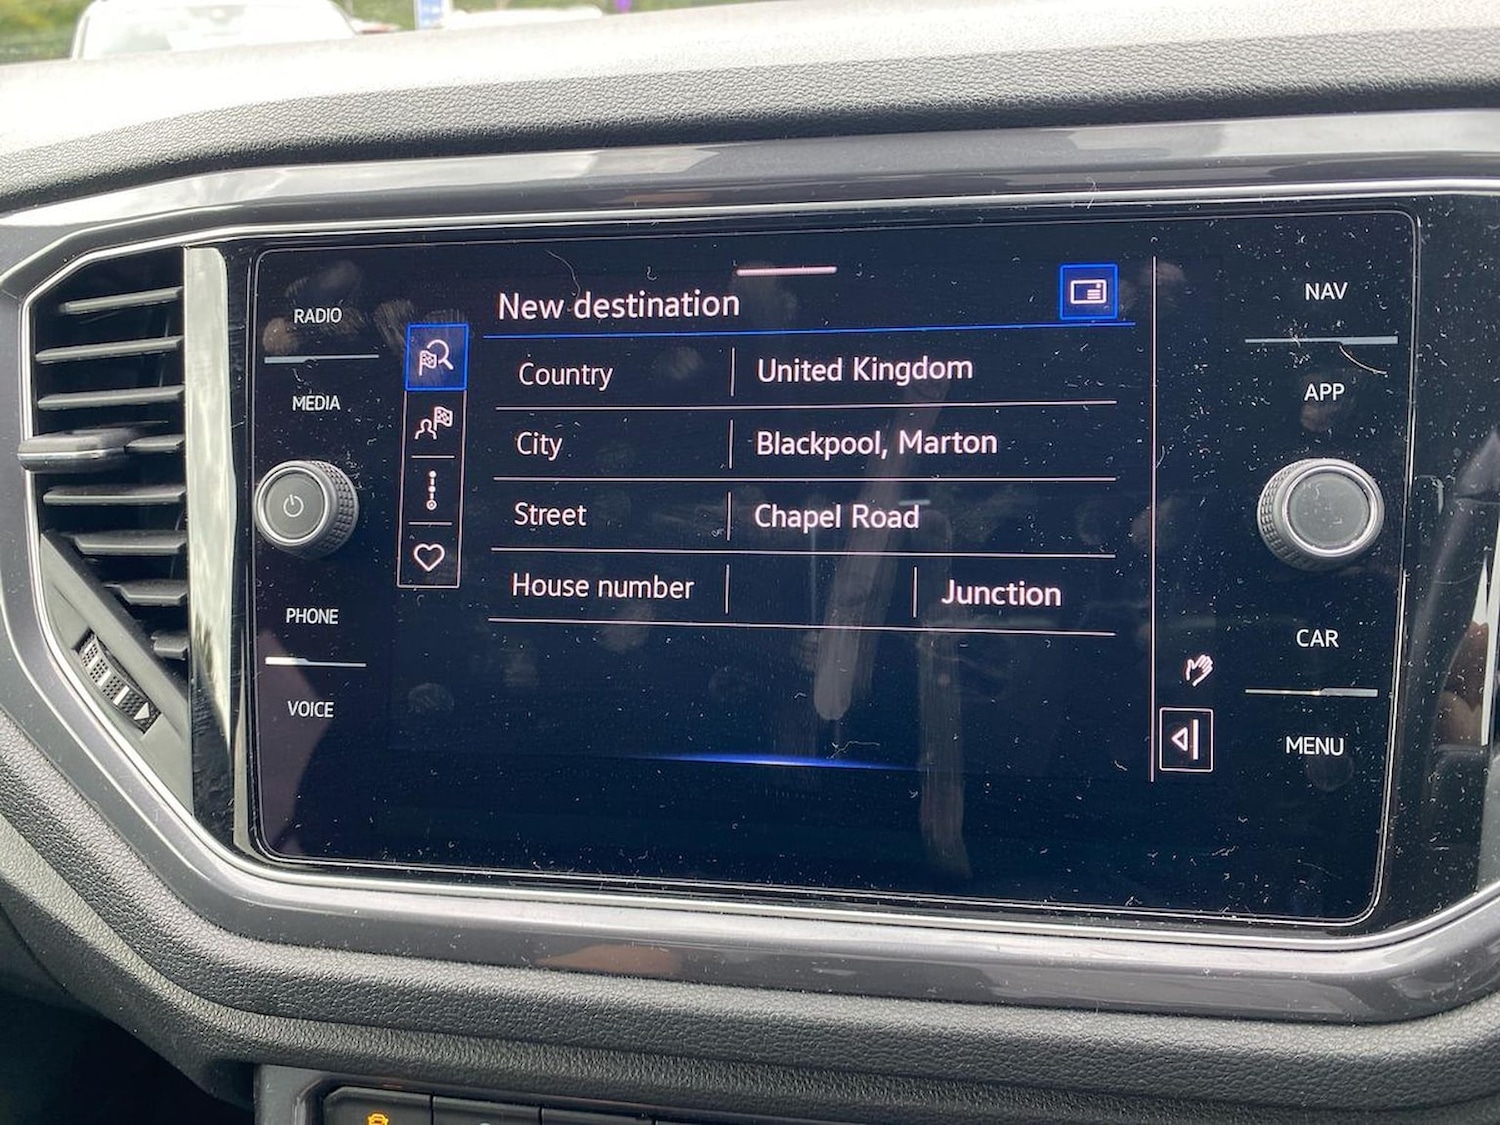 RADIO
MEDIA
PHONE
VOICE
New destination
Country United Kingdom
City Blackpool, Marton
Street Chapel Road
House number Junction
NAV
APP
CAR
MENU